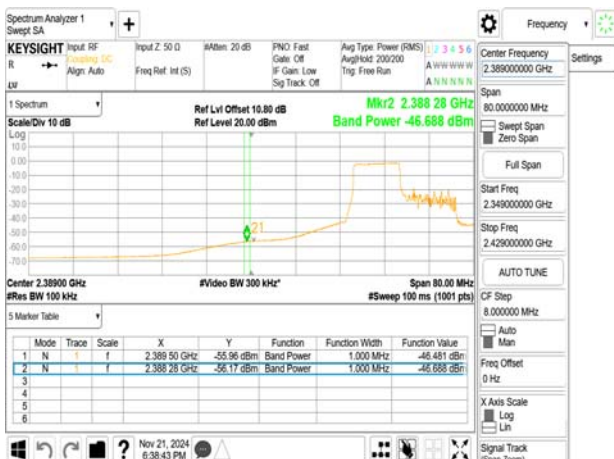 Spectrum Analyzer 1
Swept SA
Frequency
KEYSIGHT
Input: RF
Coupling: DC
Align: Auto
Input Z: 50 Ω
Freq Ref: Int (S)
#Atten: 20 dB
PNO: Fast
Gate: Off
IF Gain: Low
Sig Track: Off
Avg Type: Power (RMS)
Avg|Hold: 200/200
Trig: Free Run
1 2 3 4 5 6
A W W W W W
A N N N N N
R
Settings
1 Spectrum
Scale/Div 10 dB
Ref Lvl Offset 10.80 dB
Ref Level 20.00 dBm
Mkr2 2.388 28 GHz
Band Power -46.688 dBm
Log
10.0
0.00
-10.0
-20.0
-30.0
-40.0
-50.0
-60.0
-70.0
21
Center 2.38900 GHz
#Res BW 100 kHz
#Video BW 300 kHz*
Span 80.00 MHz
#Sweep 100 ms (1001 pts)
5 Marker Table
Mode Trace Scale X Y Function Function Width Function Value
1 N 1 f 2.389 50 GHz -55.96 dBm Band Power 1.000 MHz -46.481 dBm
2 N 1 f 2.388 28 GHz -56.17 dBm Band Power 1.000 MHz -46.688 dBm
3
4
5
6
Nov 21, 2024
6:38:43 PM
?
Center Frequency
2.389000000 GHz
Span
80.0000000 MHz
Swept Span
Zero Span
Full Span
Start Freq
2.349000000 GHz
Stop Freq
2.429000000 GHz
AUTO TUNE
CF Step
8.000000 MHz
Auto
Man
Freq Offset
0 Hz
X Axis Scale
Log
Lin
Signal Track